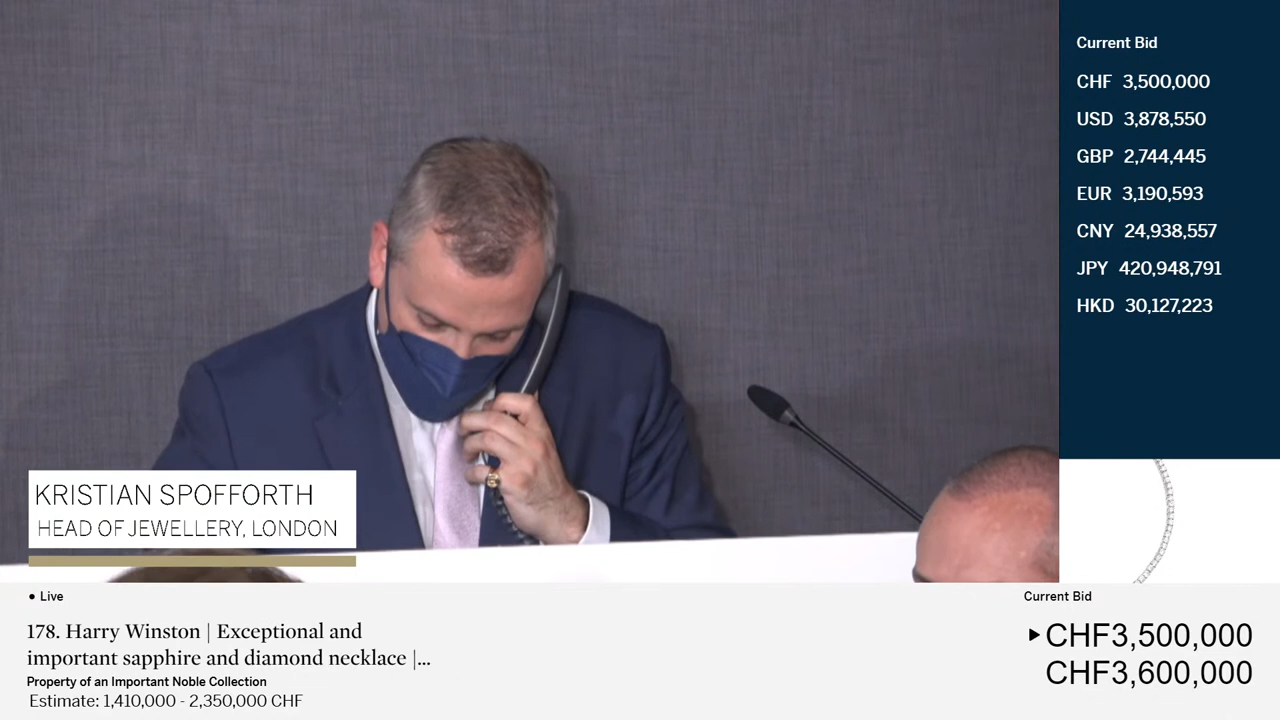 Current Bid
CHF 3,500,000
USD 3,878,550
GBP 2,744,445
EUR 3,190,593
CNY 24,938,557
JPY 420,948,791
HKD 30,127,223
KRISTIAN SPOFFORTH
HEAD OF JEWELLERY, LONDON
• Live
178. Harry Winston | Exceptional and
important sapphire and diamond necklace |...
Property of an Important Noble Collection
Estimate: 1,410,000 - 2,350,000 CHF
Current Bid
CHF3,500,000
CHF3,600,000